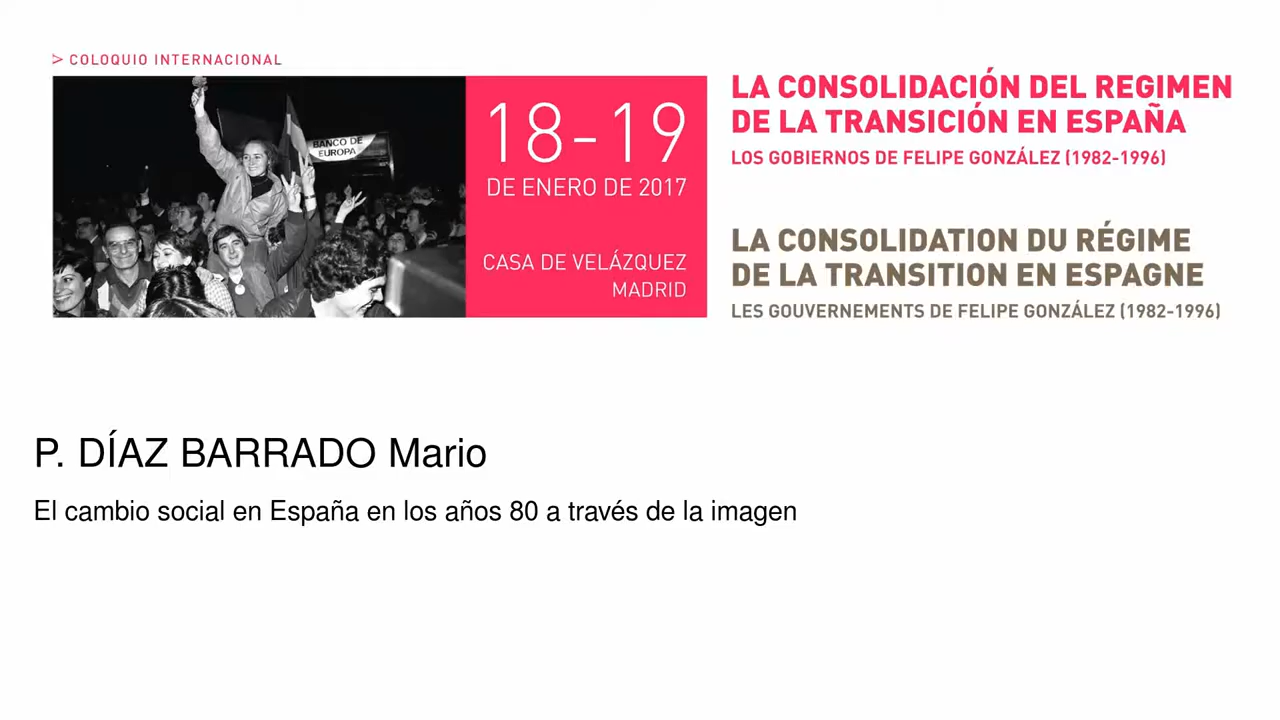 > COLOQUIO INTERNACIONAL
BANCO DE
EUROPA
18-19
DE ENERO DE 2017
CASA DE VELÁZQUEZ
MADRID
LA CONSOLIDACIÓN DEL REGIMEN
DE LA TRANSICIÓN EN ESPAÑA
LOS GOBIERNOS DE FELIPE GONZÁLEZ (1982-1996)
LA CONSOLIDATION DU RÉGIME
DE LA TRANSITION EN ESPAGNE
LES GOUVERNEMENTS DE FELIPE GONZÁLEZ (1982-1996)
P. DÍAZ BARRADO Mario
El cambio social en España en los años 80 a través de la imagen